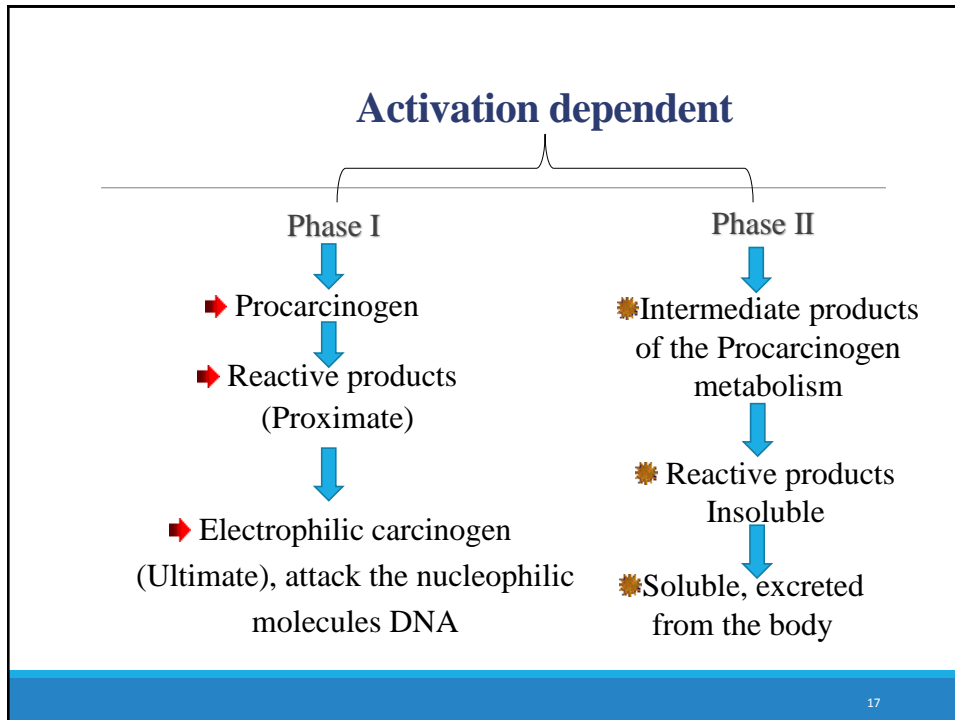 Activation dependent
Phase I
Procarcinogen
Reactive products
(Proximate)
Electrophilic carcinogen
(Ultimate), attack the nucleophilic
molecules DNA
Phase II
Intermediate products
of the Procarcinogen
metabolism
Reactive products
Insoluble
Soluble, excreted
from the body
17